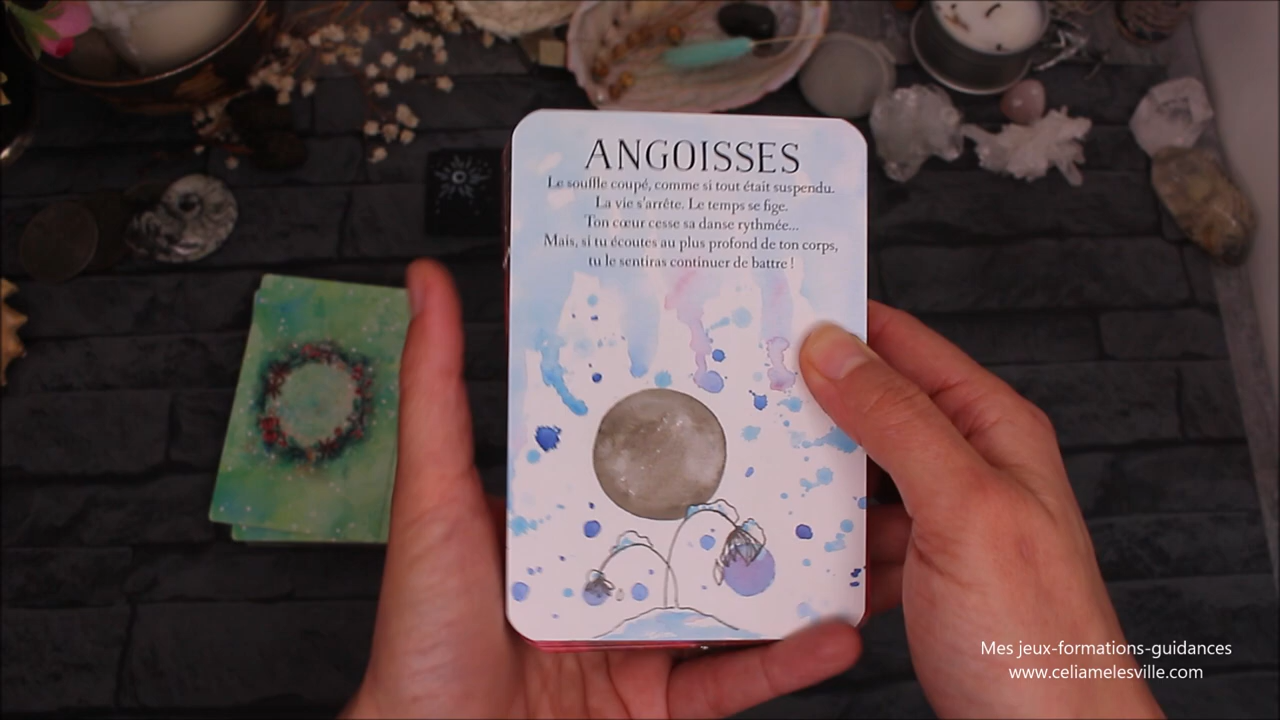 ANGOISSES
Le souffle coupé, comme si tout était suspendu.
La vie s'arrête. Le temps se fige.
Ton cœur cesse sa danse rythmée...
Mais, si tu écoutes au plus profond de ton corps,
tu le sentiras continuer de battre !
Mes jeux-formations-guidances
www.celiamelesville.com